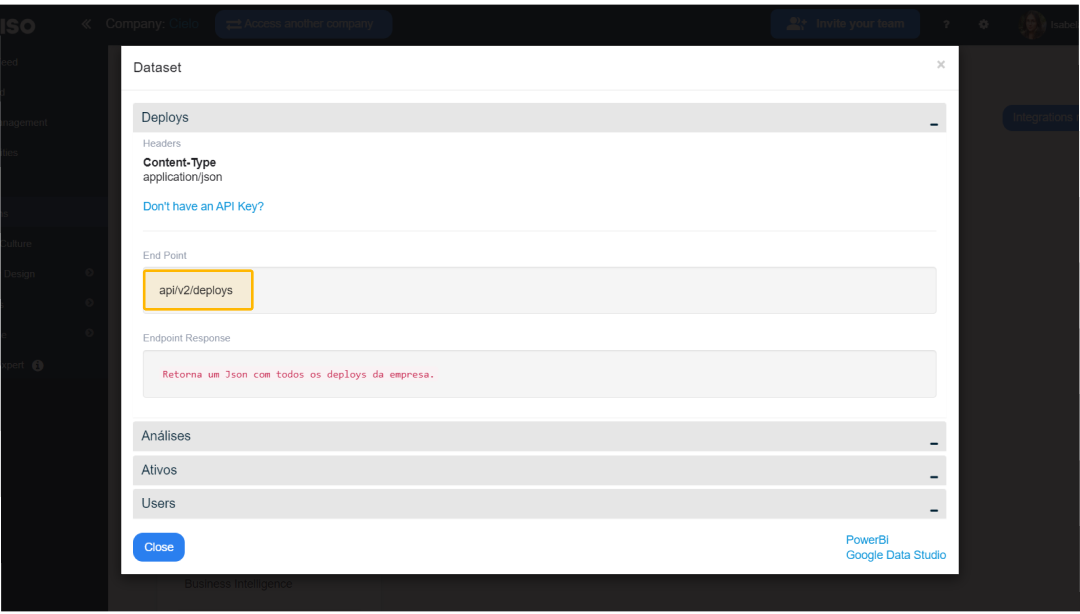 ISO
Company:
Access another company
Invite your team
?
Isabel
eed
d
nagement
ities
Integrations
Culture
Design
xpert
Dataset
×
Deploys
Headers
Content-Type
application/json
Don't have an API Key?
End Point
api/v2/deploys
Endpoint Response
Retorna um Json com todos os deploys da empresa.
Análises
Ativos
Users
Close
PowerBi
Google Data Studio
Business Intelligence